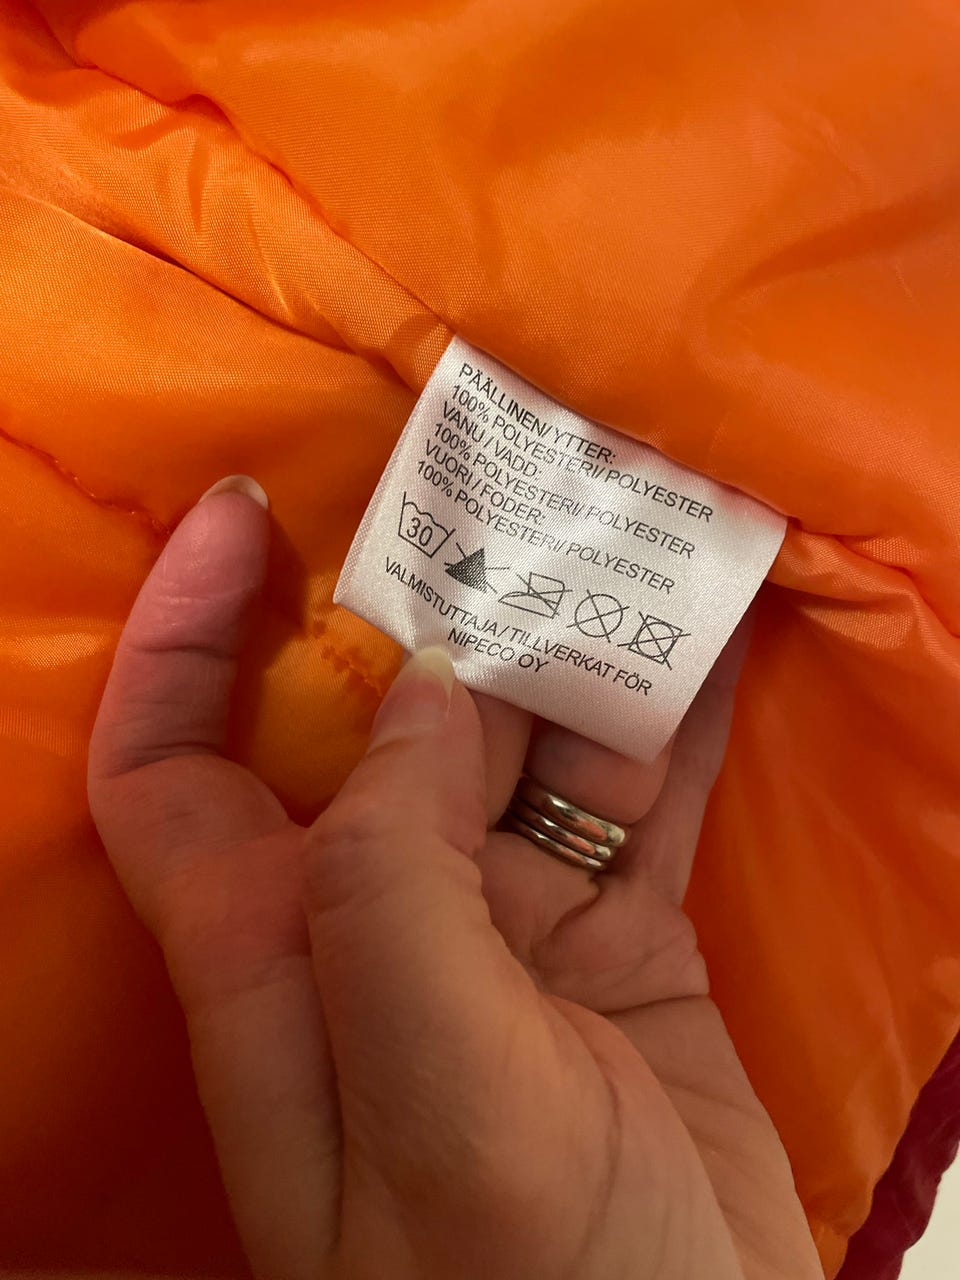 PÄÄLLINEN/YTTER:
100% POLYESTERI/POLYESTER
VANU / VADD:
100% POLYESTERI/POLYESTER
VUORI / FODER:
100% POLYESTERI/POLYESTER
30
VALMISTUTTAJA/TILLVERKAT FÖR
NIPECO OY